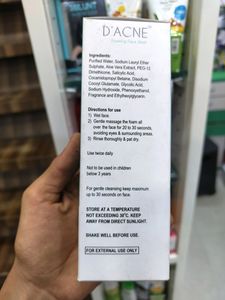 D'ACNE
Foaming Face Wash
Ingredients:
Purified Water, Sodium Lauryl Ether
Sulphate, Aloe Vera Extract, PEG-12
Dimethicone, Salicylic Acid,
Cocamidopropyl Betaine, Disodium
Cocoyl Glutamate, Glycolic Acid,
Sodium Hydroxide, Phenoxyethanol,
Fragrance and Ethylhexylglycerin.
Directions for use
1) Wet face.
2) Gentle massage the foam all
over the face for 20 to 30 seconds,
avoiding eyes & surrounding areas.
3) Rinse thoroughly & pat dry.
Use twice daily
Not to be used in children
below 3 years
For gentle cleansing keep maximum
up to 30 seconds on face.
STORE AT A TEMPERATURE
NOT EXCEEDING 30°C. KEEP
AWAY FROM DIRECT SUNLIGHT.
SHAKE WELL BEFORE USE.
FOR EXTERNAL USE ONLY